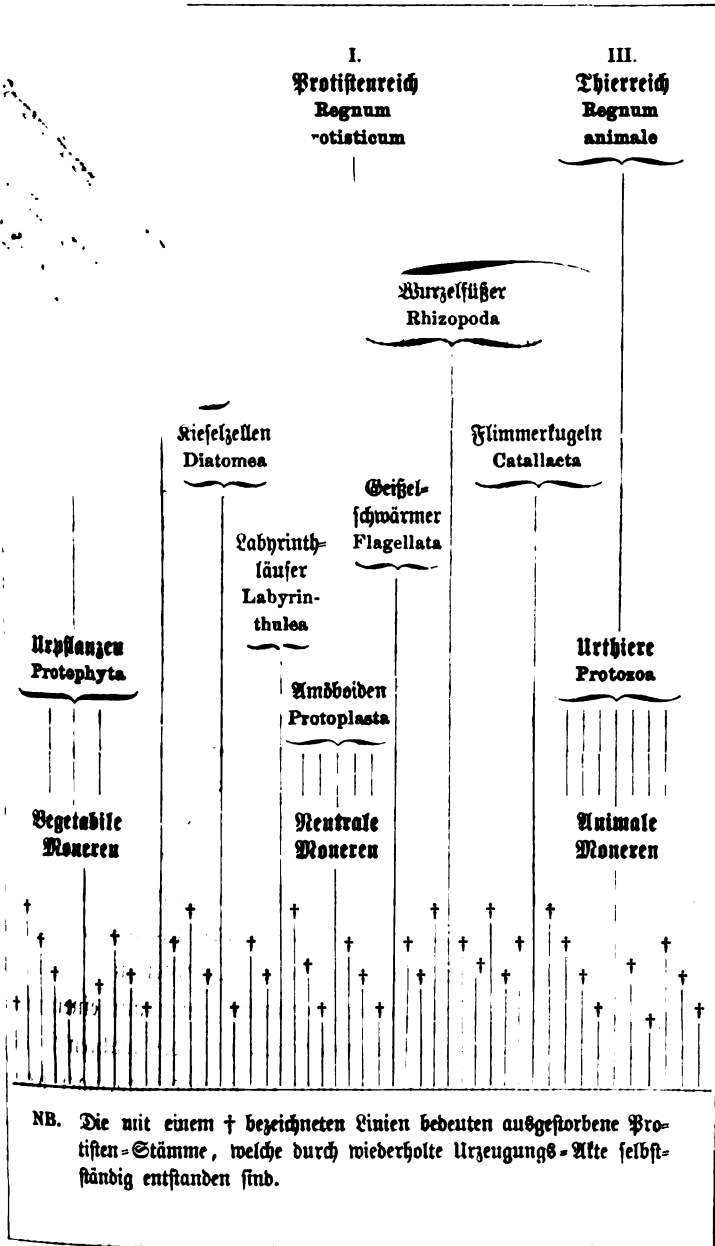 I.
Protistenreich
Regnum
rotisticum
III.
Thierreich
Regnum
animale
Wurzelfüßer
Rhizopoda
Kieselzellen
Diatomea
Flimmerkugeln
Catallacta
Geißel=
schwärmer
Flagellata
Labyrinth=
läufer
Labyrin-
thulea
Urpflanzen
Protophyta
Urthiere
Protozoa
Amöboiden
Protoplasta
Vegetabile
Moneren
Neutrale
Moneren
Animale
Moneren
NB. Die mit einem † bezeichneten Linien bedeuten ausgestorbene Pro=
tisten=Stämme, welche durch wiederholte Urzeugungs=Akte selbst=
ständig entstanden sind.